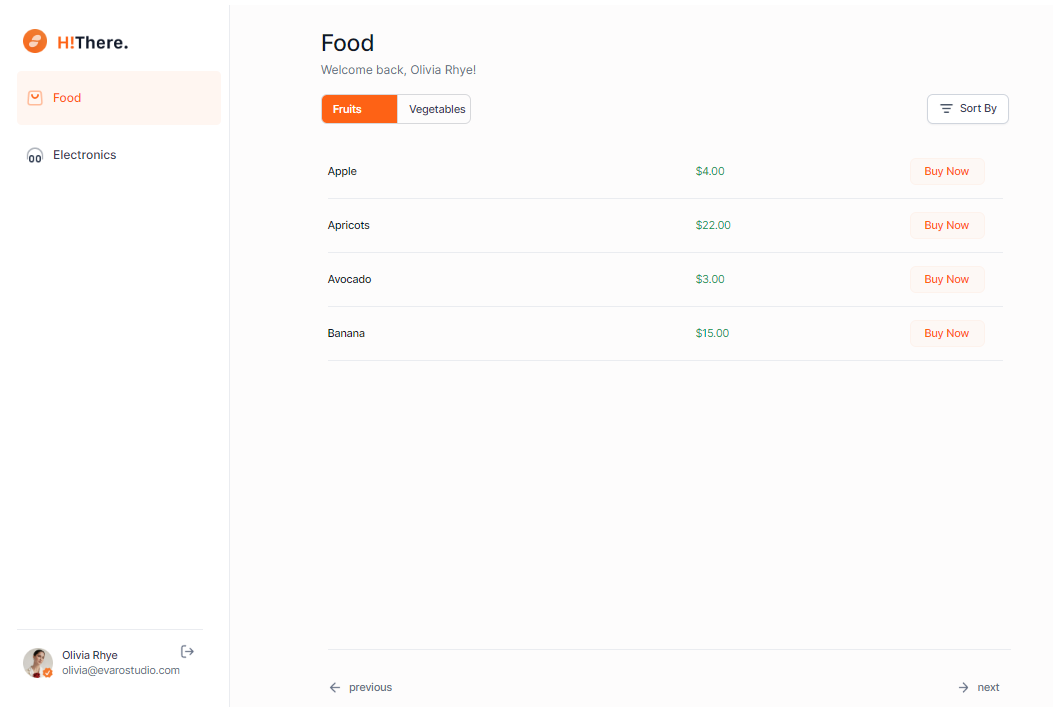 H!There.
Food
Electronics
Olivia Rhye
olivia@evarostudio.com
Food
Welcome back, Olivia Rhye!
Fruits Vegetables
Sort By
Apple $4.00 Buy Now
Apricots $22.00 Buy Now
Avocado $3.00 Buy Now
Banana $15.00 Buy Now
previous
next